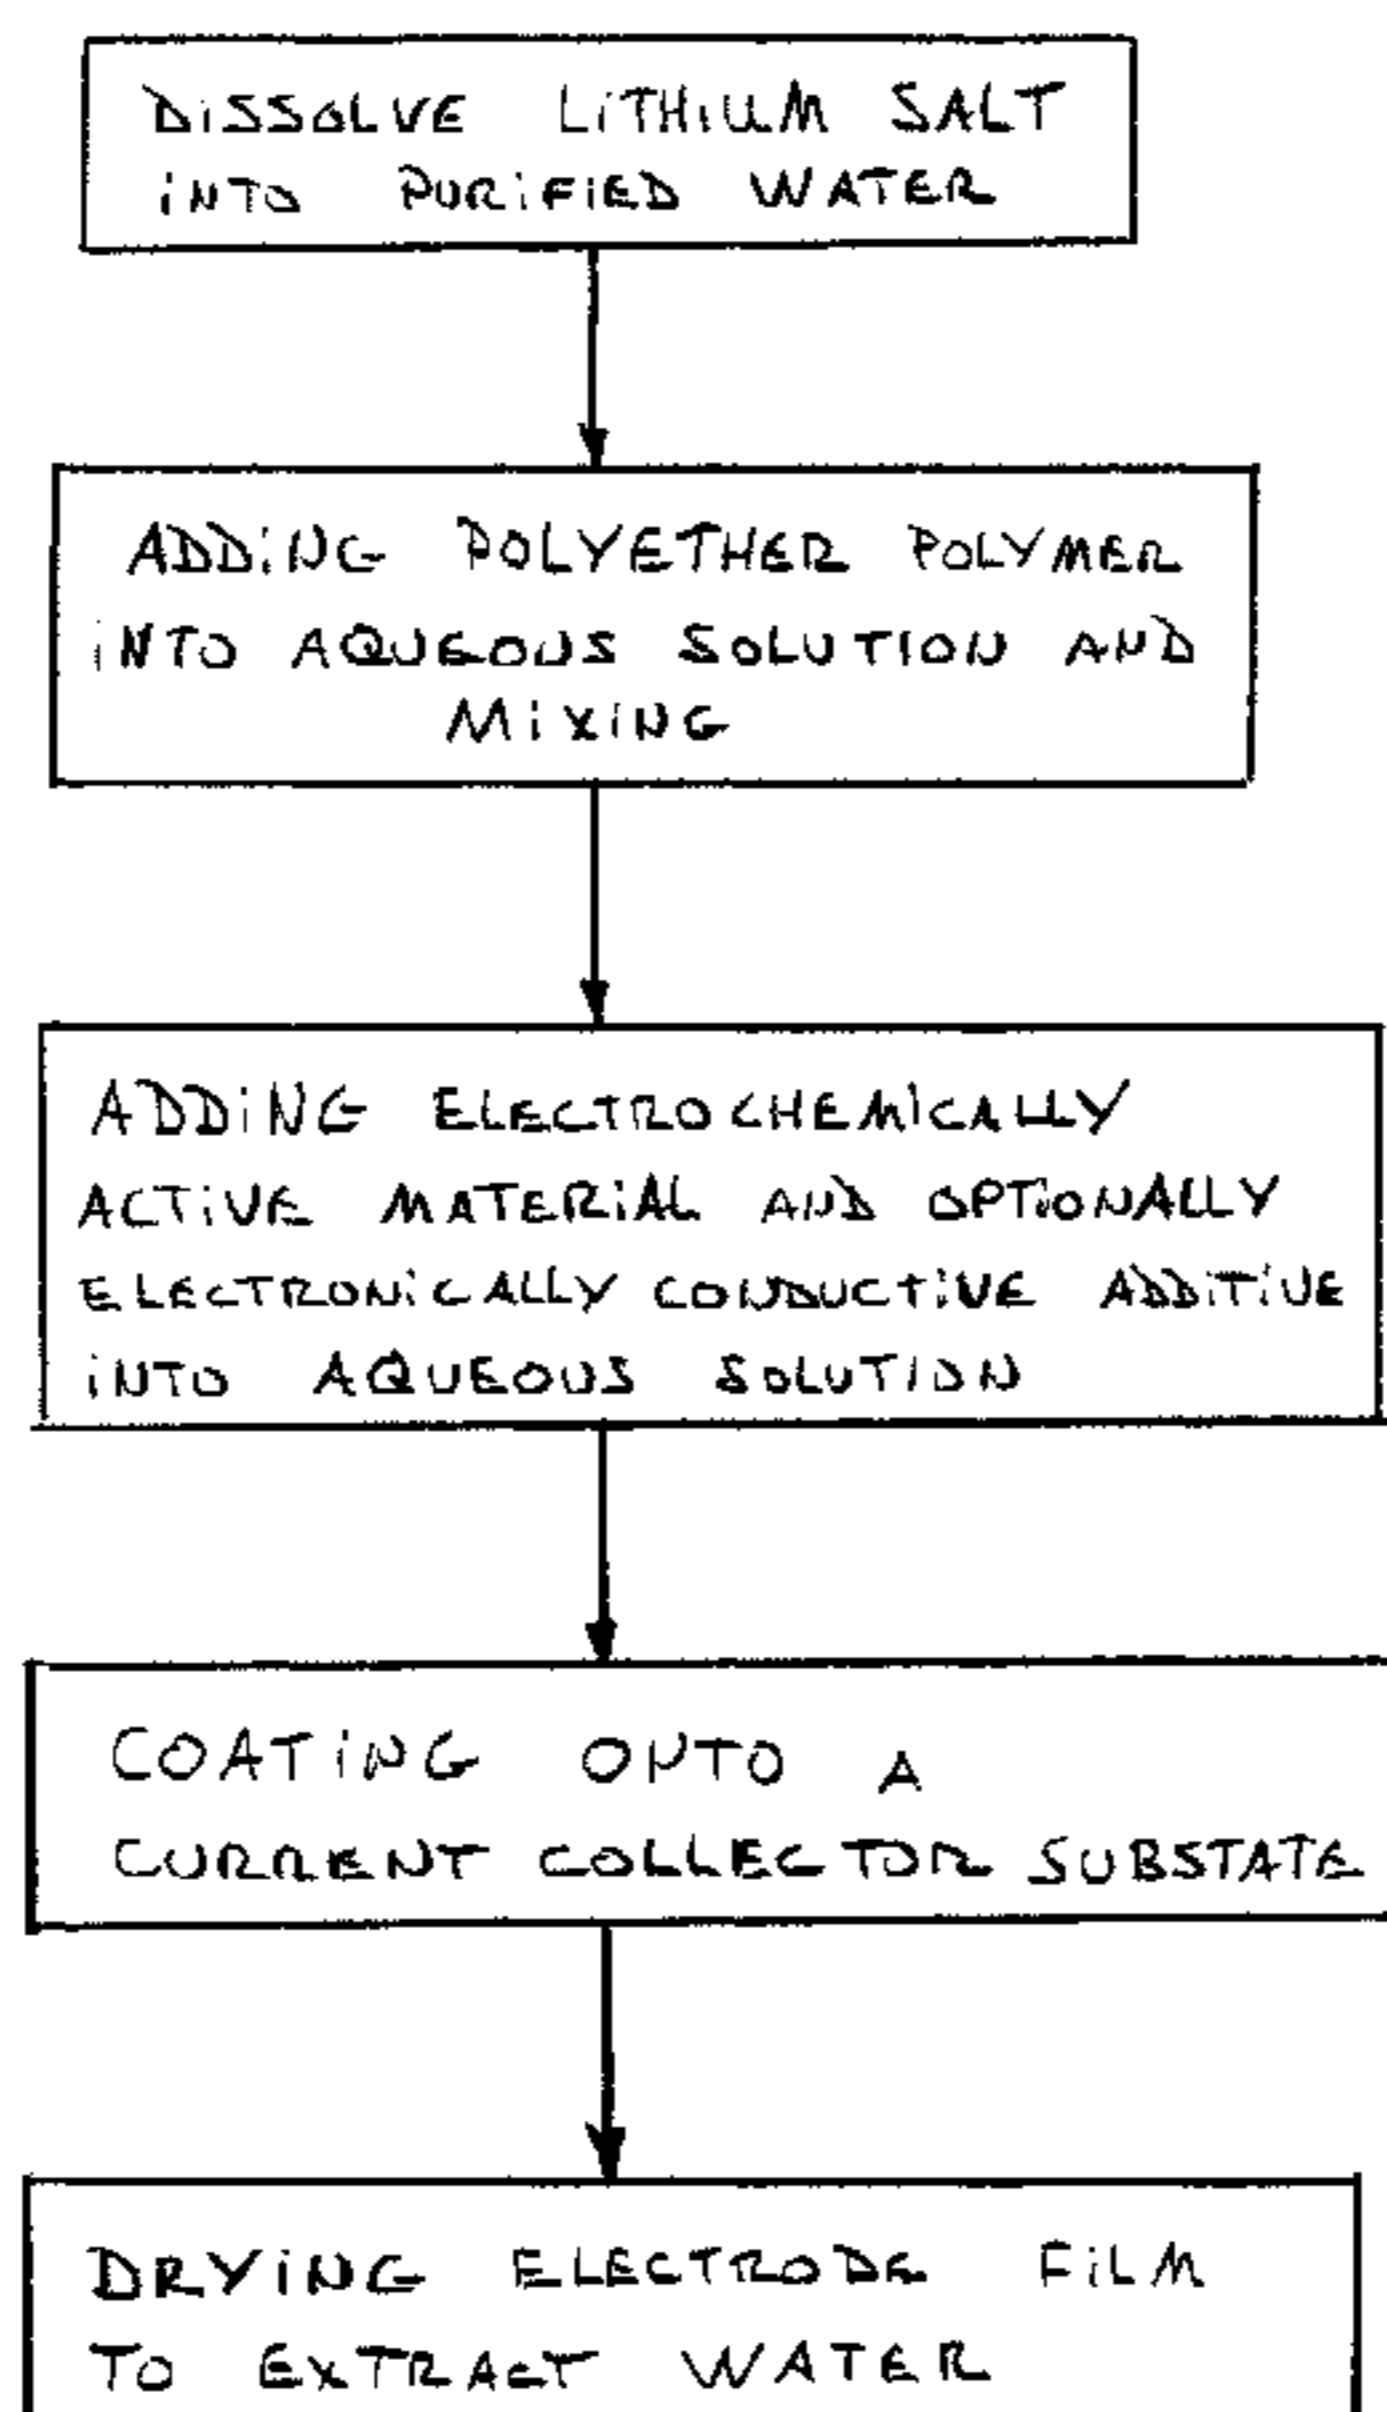 DiSSOLVE LiTHiUM SALT
iNTO PURiFiED WATER
ADDiNG POLYETHER POLYMER
iNTO AQUEOUS SOLUTION AND
MiXiNG
ADDiNG ELECTROCHEMiCALLY
ACTiVE MATERiAL AND OPTiONALLY
ELECTRONiCALLY CONDUCTiVE ADDiTiVE
iNTO AQUEOUS SOLUTION
COATiNG ONTO A
CURRENT COLLECTOR SUBSTATE
DRYiNG ELECTRODE FiLM
TO EXTRACT WATER